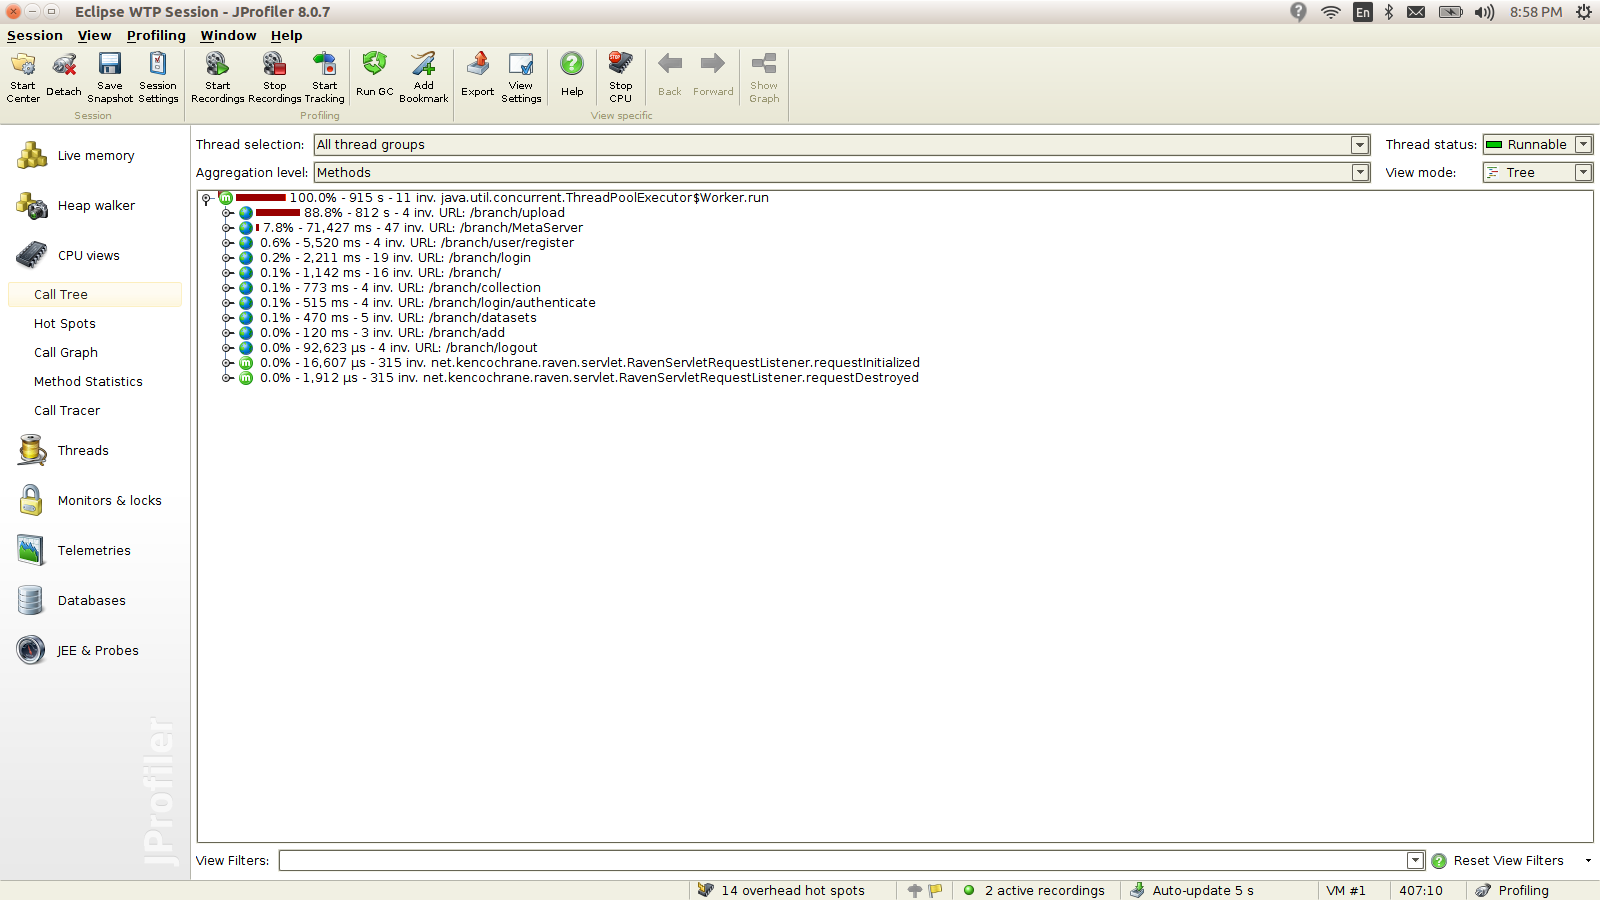 Eclipse WTP Session - JProfiler 8.0.7
En
8:58 PM
Session View Profiling Window Help
Start Center
Detach
Save Snapshot
Session Settings
Start Recordings
Stop Recordings
Start Tracking
Run GC
Add Bookmark
Export
View Settings
Help
STOP
Stop CPU
Back
Forward
Show Graph
Session
Profiling
View specific
Live memory
Heap walker
CPU views
Call Tree
Hot Spots
Call Graph
Method Statistics
Call Tracer
Threads
Monitors & locks
Telemetries
Databases
JEE & Probes
JProfiler
Thread selection: All thread groups
Thread status: Runnable
Aggregation level: Methods
View mode: Tree
m 100.0% - 915 s - 11 inv. java.util.concurrent.ThreadPoolExecutor$Worker.run
88.8% - 812 s - 4 inv. URL: /branch/upload
7.8% - 71,427 ms - 47 inv. URL: /branch/MetaServer
0.6% - 5,520 ms - 4 inv. URL: /branch/user/register
0.2% - 2,211 ms - 19 inv. URL: /branch/login
0.1% - 1,142 ms - 16 inv. URL: /branch/
0.1% - 773 ms - 4 inv. URL: /branch/collection
0.1% - 515 ms - 4 inv. URL: /branch/login/authenticate
0.1% - 470 ms - 5 inv. URL: /branch/datasets
0.0% - 120 ms - 3 inv. URL: /branch/add
0.0% - 92,623 µs - 4 inv. URL: /branch/logout
m 0.0% - 16,607 µs - 315 inv. net.kencochrane.raven.servlet.RavenServletRequestListener.requestInitialized
m 0.0% - 1,912 µs - 315 inv. net.kencochrane.raven.servlet.RavenServletRequestListener.requestDestroyed
View Filters:
Reset View Filters
14 overhead hot spots
2 active recordings
Auto-update 5 s
VM #1
407:10
Profiling